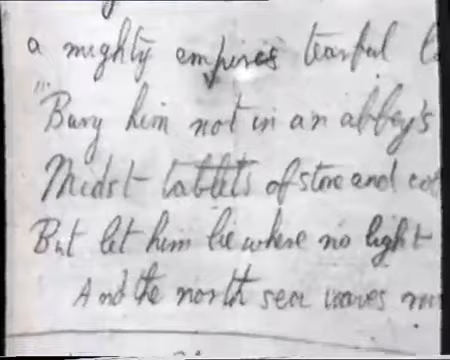 a mighty empires tearful
"Bury him not in an abbey's
Midst tablets of stone and
But let him lie where no light
And the north sea waves